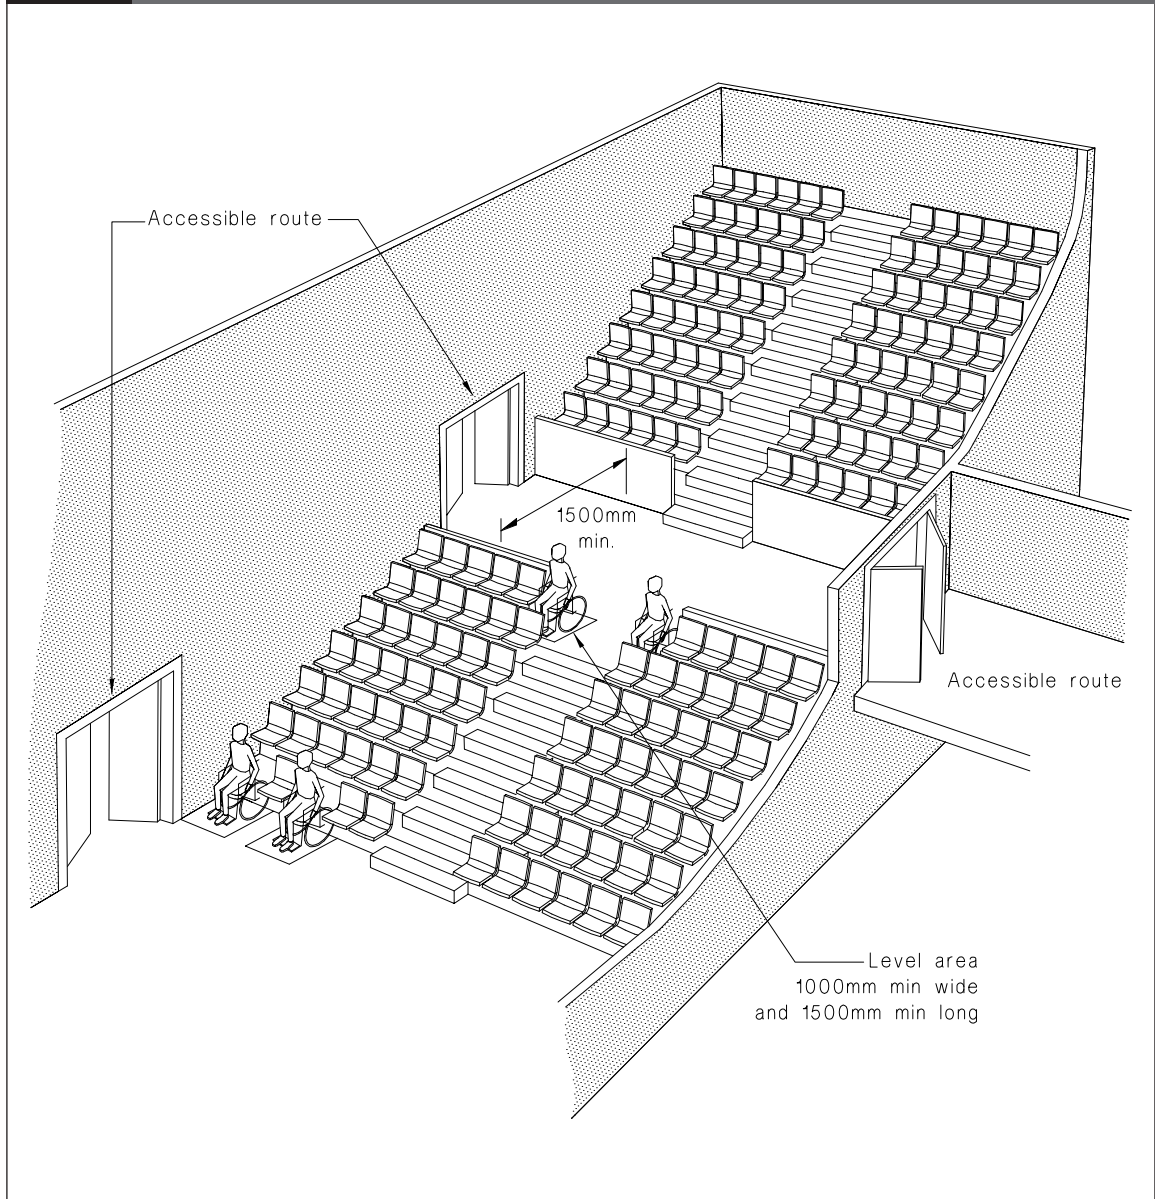 Accessible route
1500mm
min.
Accessible route
Level area
1000mm min wide
and 1500mm min long